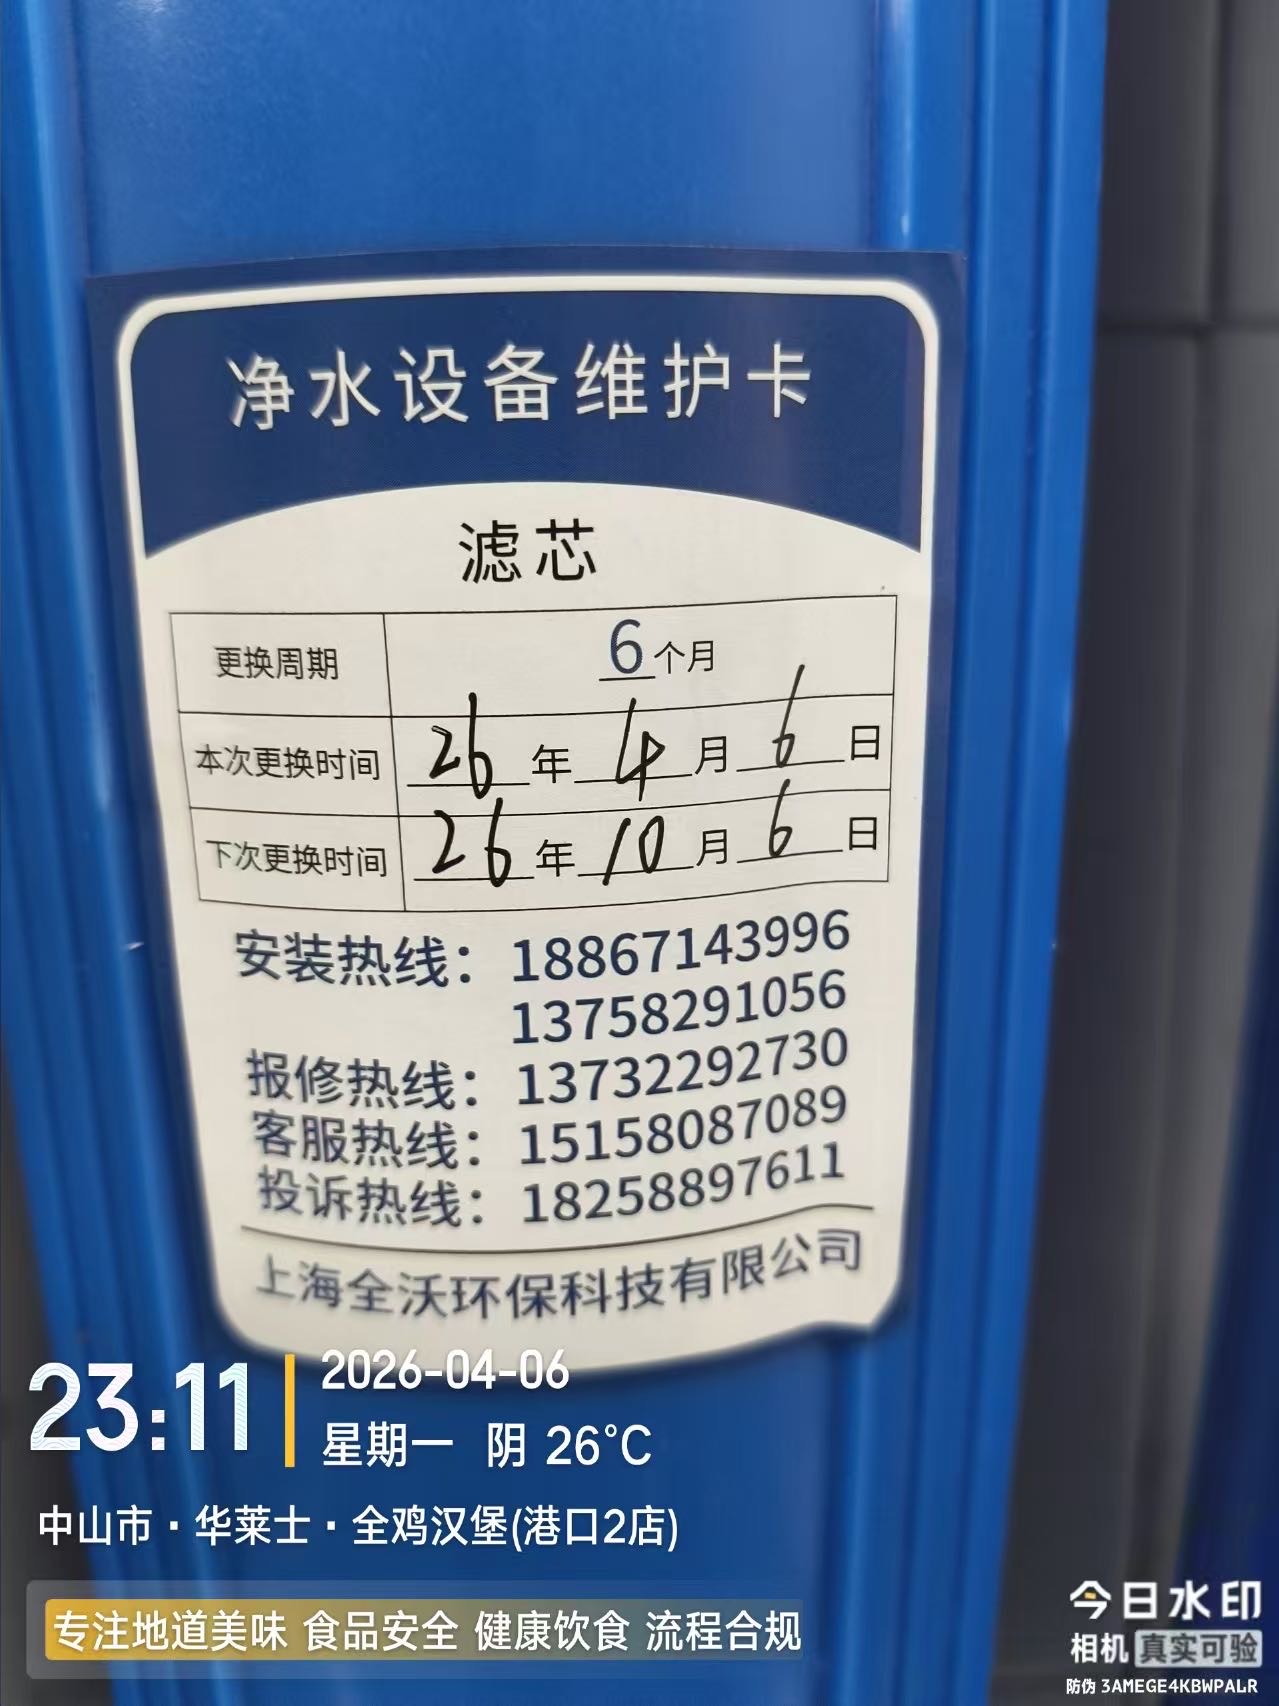 净水设备维护卡
滤芯
更换周期 6个月
本次更换时间 26年4月6日
下次更换时间 26年10月6日
安装热线：18867143996
13758291056
报修热线：13732292730
客服热线：15158087089
投诉热线：18258897611
上海全沃环保科技有限公司
23:11
2026-04-06
星期一 阴 26°C
中山市·华莱士·全鸡汉堡(港口2店)
专注地道美味 食品安全 健康饮食 流程合规
今日水印
相机 真实可验
防伪 3AMEGE4KBWPALR